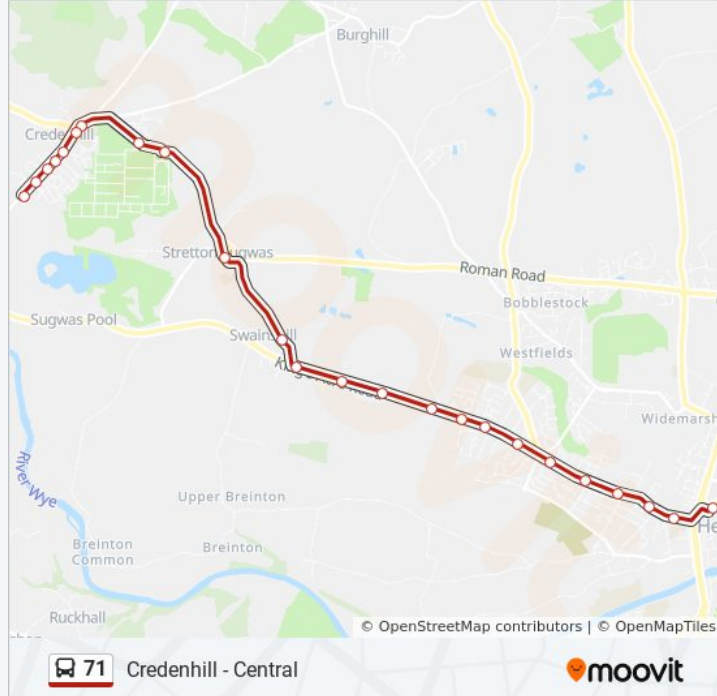 Burghill
Credenhill
Stretton Sugwas
Roman Road
Bobblestock
Sugwas Pool
Swainshill
Westfields
Widemarsh
River Wye
Upper Breinton
He
Breinton
Common
Breinton
Ruckhall
© OpenStreetMap contributors | © OpenMapTiles
71 Credenhill - Central
moovit